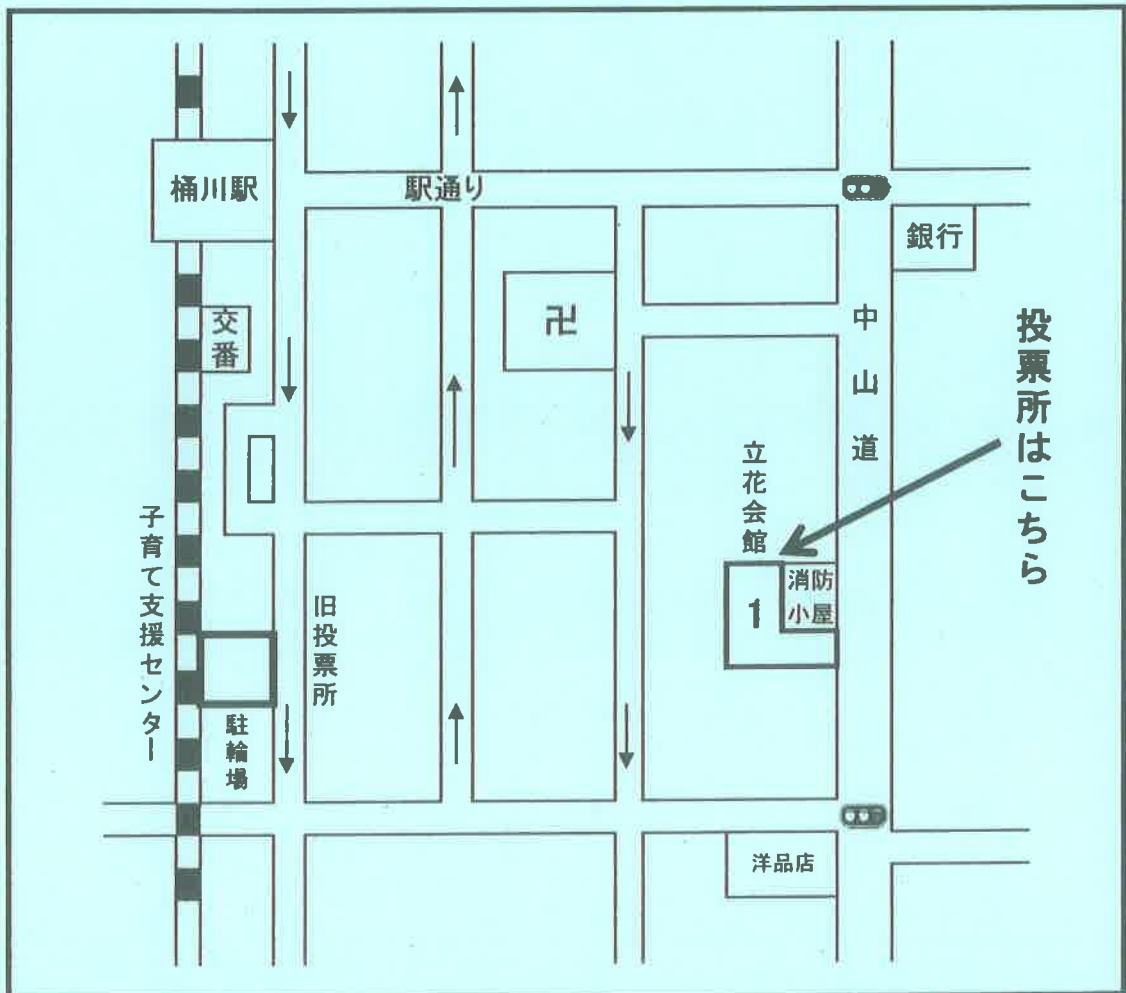 桶川駅
駅通り
銀行
交番
卍
中山道
投票所はこちら
立花会館
消防
小屋
1
子育て支援センター
旧投票所
駐輪場
洋品店